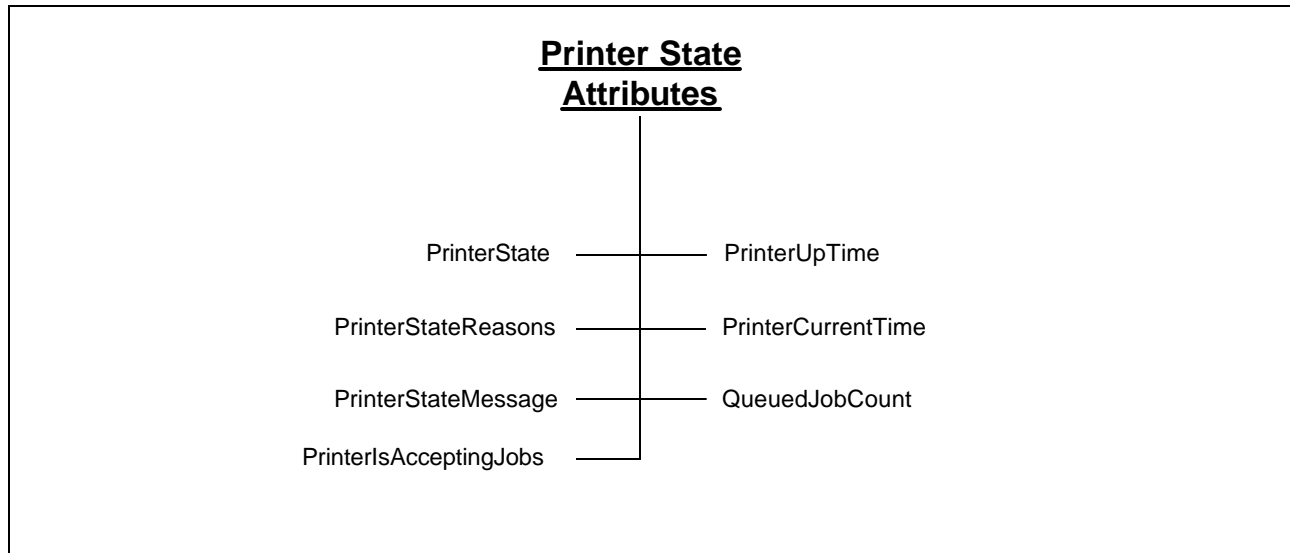 Printer State
Attributes
PrinterState
PrinterUpTime
PrinterStateReasons
PrinterCurrentTime
PrinterStateMessage
QueuedJobCount
PrinterIsAcceptingJobs